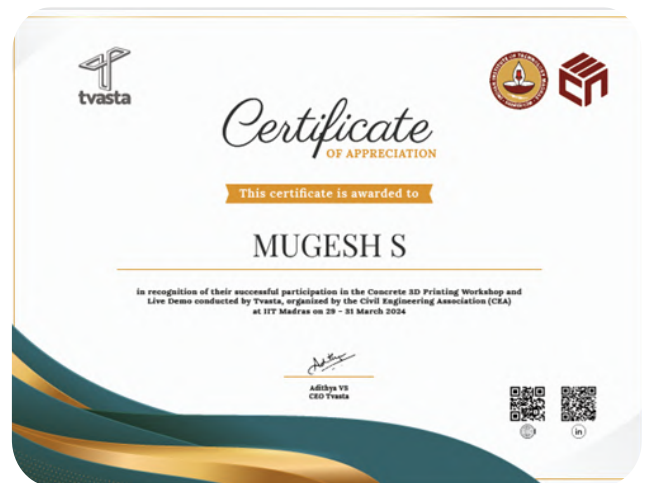 tvasta
Certificate
OF APPRECIATION
This certificate is awarded to
MUGESH S
in recognition of their successful participation in the Concrete 3D Printing Workshop and
Live Demo conducted by Tvasta, organized by the Civil Engineering Association (CEA)
at IIT Madras on 29 - 31 March 2024
Adithya VS
CEO Tvasta
in